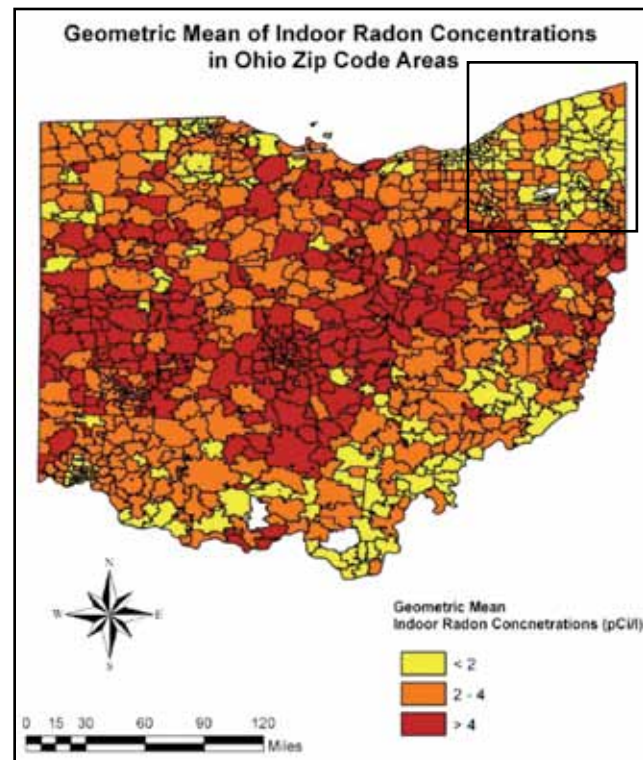 Geometric Mean of Indoor Radon Concentrations
in Ohio Zip Code Areas
N
W E
S
Geometric Mean
Indoor Radon Concnetrations (pCi/l)
< 2
2 - 4
> 4
0 15 30 60 90 120
Miles